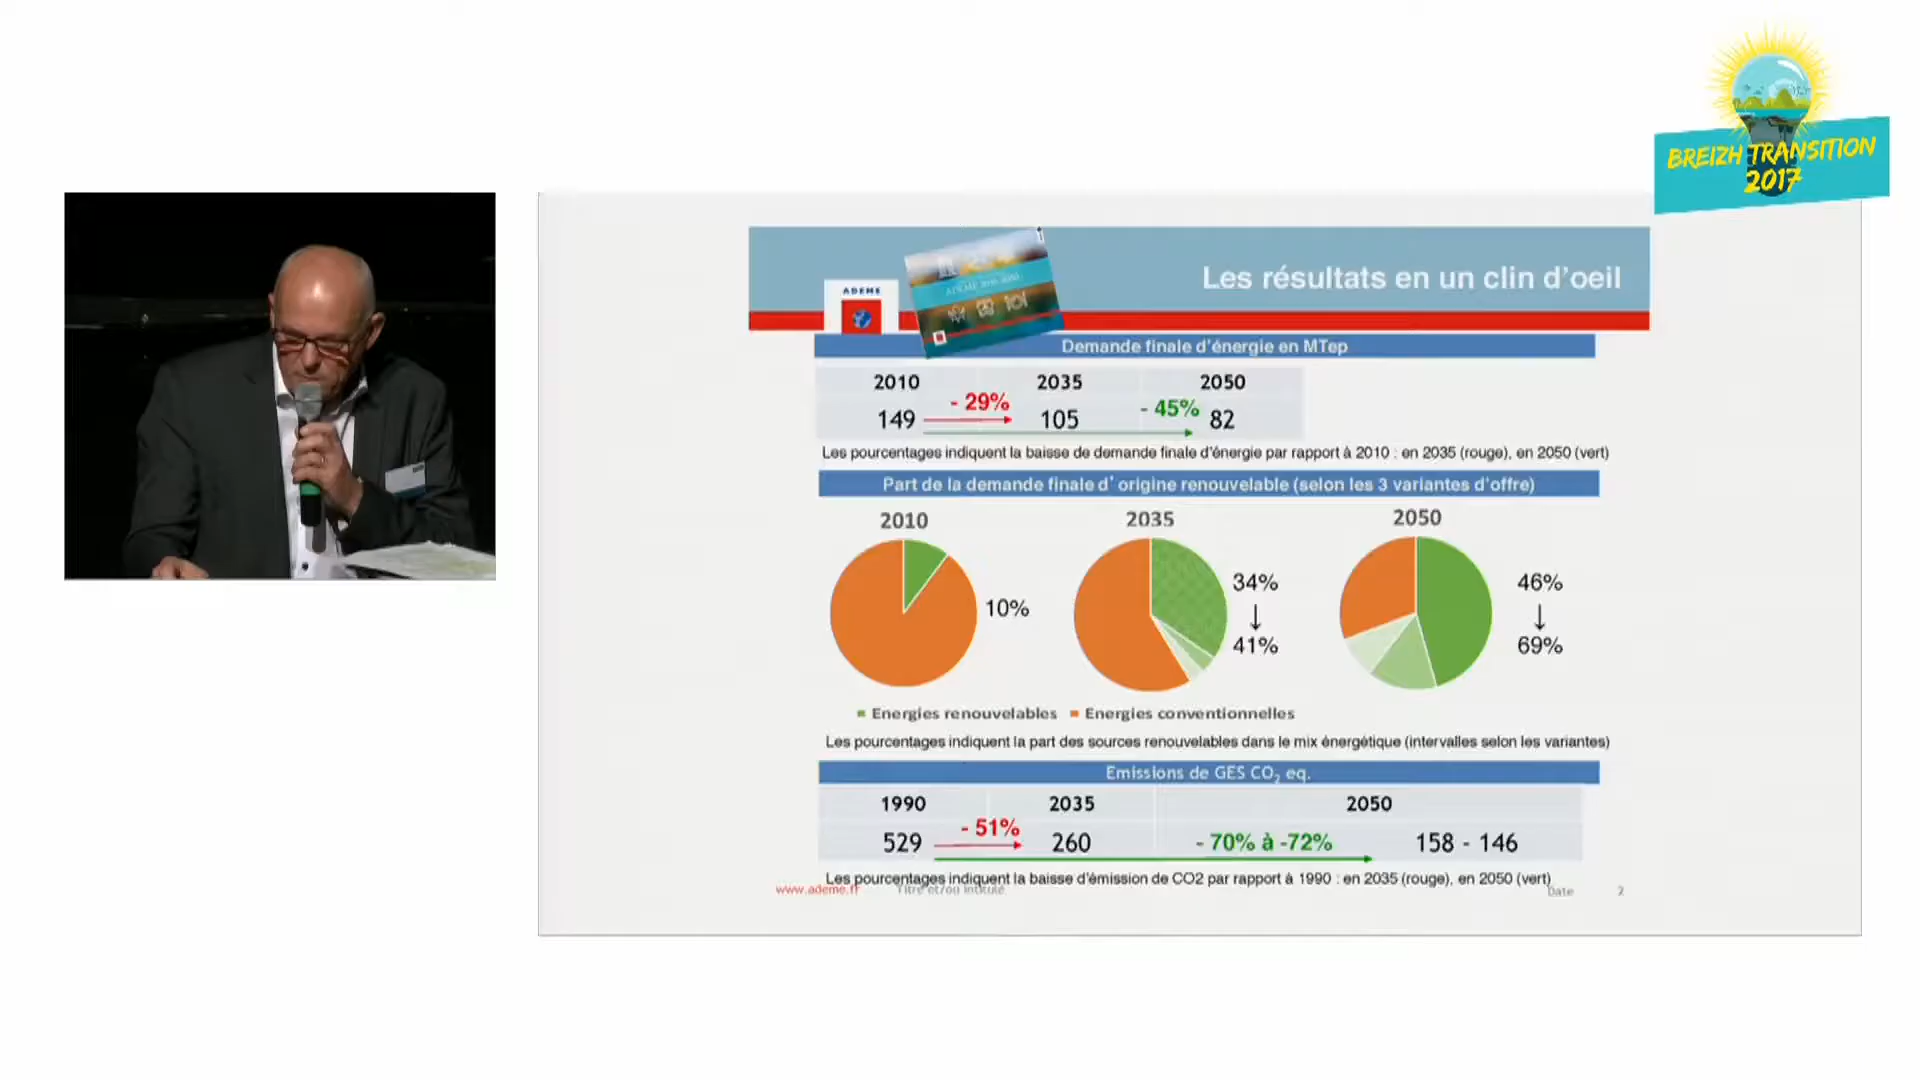 BREIZH TRANSITION
2017
ADEME
Les résultats en un clin d'oeil
Demande finale d'énergie en MTep
2010 2035 2050
- 29% - 45%
149 105 82
Les pourcentages indiquent la baisse de demande finale d'énergie par rapport à 2010 : en 2035 (rouge), en 2050 (vert)
Part de la demande finale d' origine renouvelable (selon les 3 variantes d'offre)
2010 2035 2050
10%
34%
↓
41%
46%
↓
69%
Energies renouvelables Energies conventionnelles
Les pourcentages indiquent la part des sources renouvelables dans le mix énergétique (intervalles selon les variantes)
Emissions de GES CO2 eq.
1990 2035 2050
- 51%
529 260 - 70% à -72% 158 - 146
Les pourcentages indiquent la baisse d'émission de CO2 par rapport à 1990 : en 2035 (rouge), en 2050 (vert)
www.ademe.fr Titre et/ou intitulé Date 2